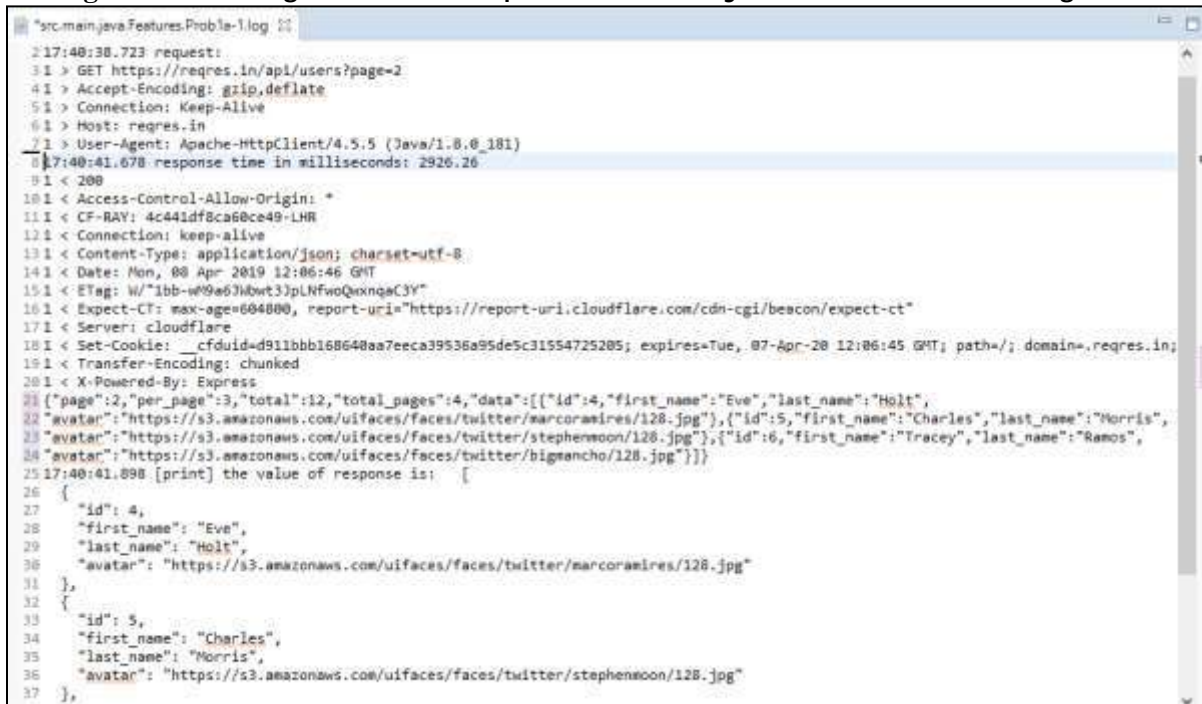 *src.main.java.Features.Prob1a-1.log
2 17:40:38.723 request:
3 1 > GET https://reqres.in/api/users?page=2
4 1 > Accept-Encoding: gzip,deflate
5 1 > Connection: Keep-Alive
6 1 > Host: reqres.in
7 1 > User-Agent: Apache-HttpClient/4.5.5 (Java/1.8.0_181)
8 17:40:41.678 response time in milliseconds: 2926.26
9 1 < 200
10 1 < Access-Control-Allow-Origin: *
11 1 < CF-RAY: 4c441df8ca60ce49-LHR
12 1 < Connection: keep-alive
13 1 < Content-Type: application/json; charset=utf-8
14 1 < Date: Mon, 08 Apr 2019 12:06:46 GMT
15 1 < ETag:
16 1 < Expect-CT: max-age=604800, report-uri="https://report-uri.cloudflare.com/cdn-cgi/beacon/expect-ct"
17 1 < Server: cloudflare
18 1 < Set-Cookie: __cfduid=d911bbb168640aa7eeca39536a95de5c31554725205; expires=Tue, 07-Apr-20 12:06:45 GMT; path=/; domain=.reqres.in;
19 1 < Transfer-Encoding: chunked
20 1 < X-Powered-By: Express
21 {"page":2,"per_page":3,"total":12,"total_pages":4,"data":[{"id":4,"first_name":"Eve","last_name":"Holt",
22 "avatar":"https://s3.amazonaws.com/uifaces/faces/twitter/marcoramires/128.jpg"},{"id":5,"first_name":"Charles","last_name":"Morris",
23 "avatar":"https://s3.amazonaws.com/uifaces/faces/twitter/stephenmoon/128.jpg"},{"id":6,"first_name":"Tracey","last_name":"Ramos",
24 "avatar":"https://s3.amazonaws.com/uifaces/faces/twitter/bigmancho/128.jpg"}]}
25 17:40:41.898 [print] the value of response is: [
26 {
27 "id": 4,
28 "first_name": "Eve",
29 "last_name": "Holt",
30 "avatar": "https://s3.amazonaws.com/uifaces/faces/twitter/marcoramires/128.jpg"
31 },
32 {
33 "id": 5,
34 "first_name": "Charles",
35 "last_name": "Morris",
36 "avatar": "https://s3.amazonaws.com/uifaces/faces/twitter/stephenmoon/128.jpg"
37 },